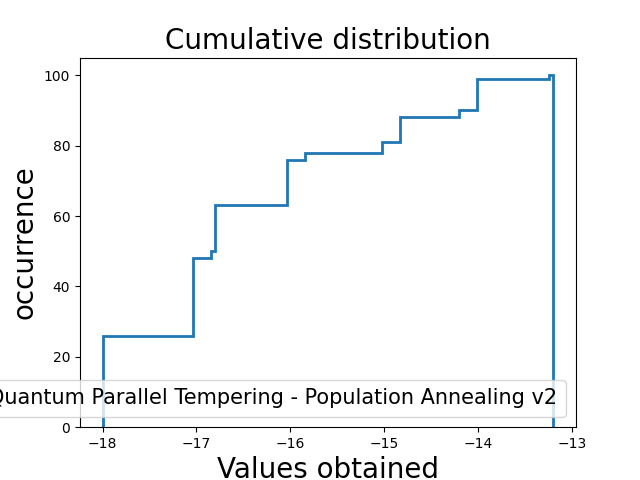 Cumulative distribution
occurrence
100
80
60
40
20
0
Quantum Parallel Tempering - Population Annealing v2
−18 −17 −16 −15 −14 −13
Values obtained